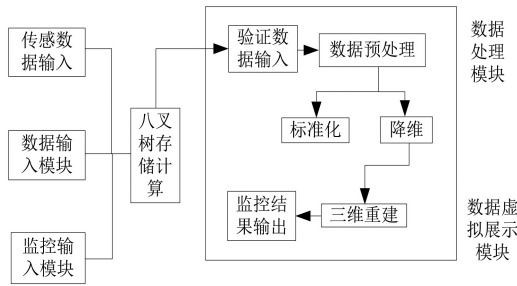 传感数
据输入
数据输
入模块
监控输
入模块
八叉
树存
储计
算
验证数
据输入
数据预处理
标准化
降维
三维重建
监控结
果输出
数据
处理
模块
数据虚
拟展示
模块